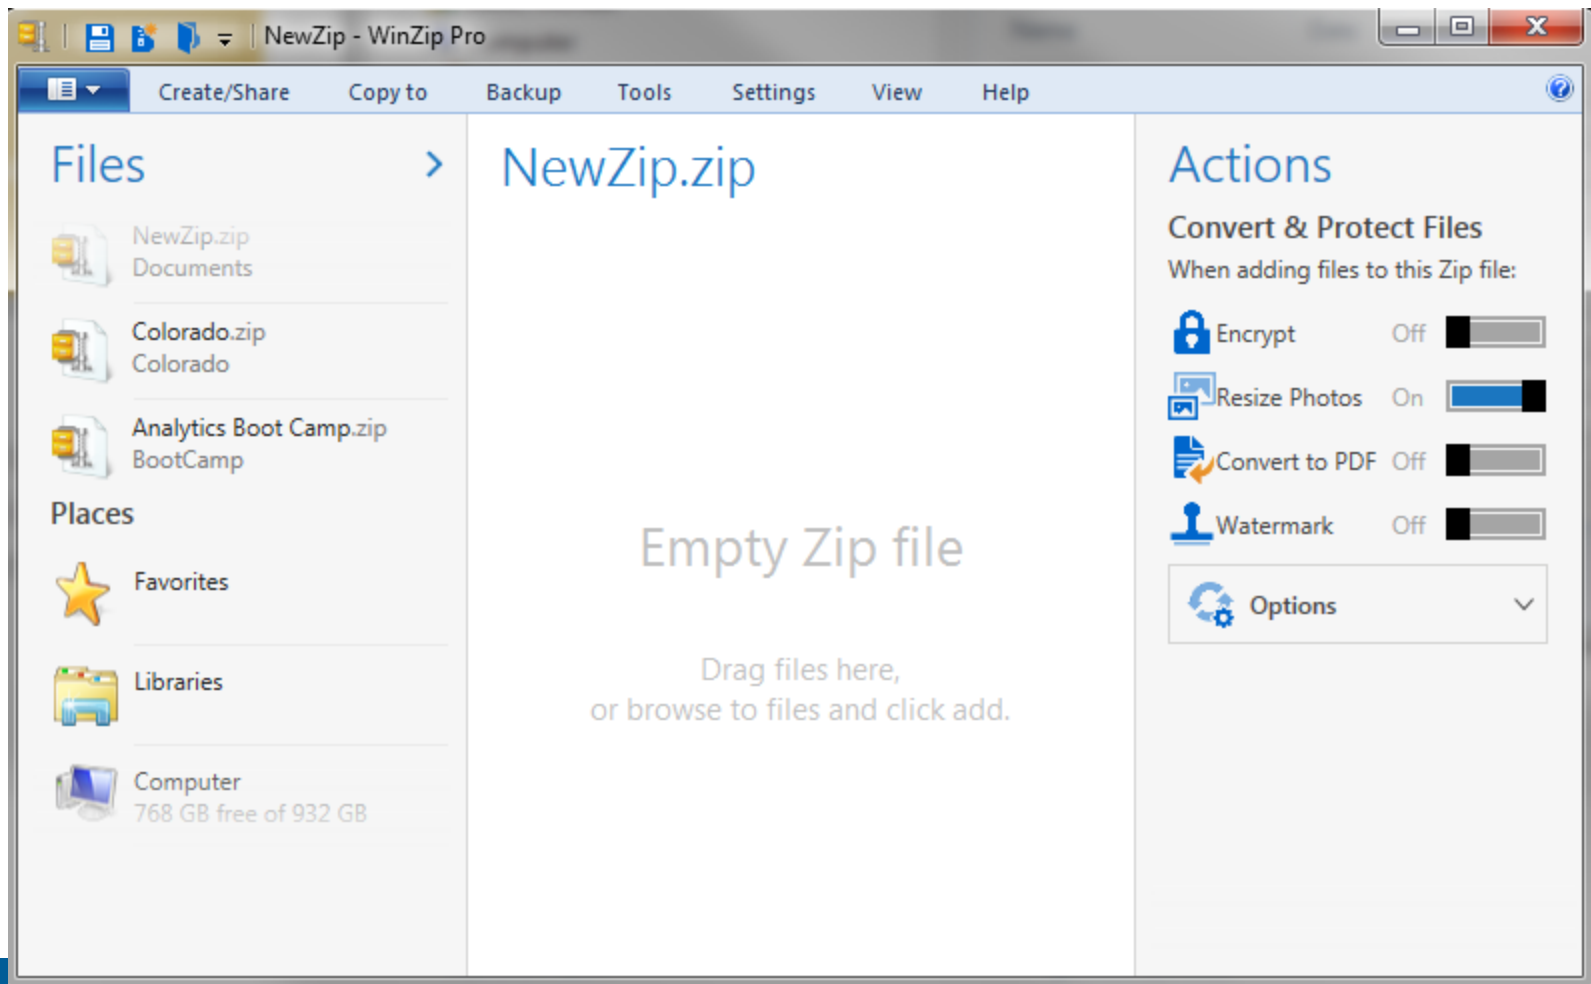 NewZip - WinZip Pro
Create/Share Copy to Backup Tools Settings View Help
Files
NewZip.zip
Documents
Colorado.zip
Colorado
Analytics Boot Camp.zip
BootCamp
Places
Favorites
Libraries
Computer
768 GB free of 932 GB
NewZip.zip
Empty Zip file
Drag files here,
or browse to files and click add.
Actions
Convert & Protect Files
When adding files to this Zip file:
Encrypt Off
Resize Photos On
Convert to PDF Off
Watermark Off
Options